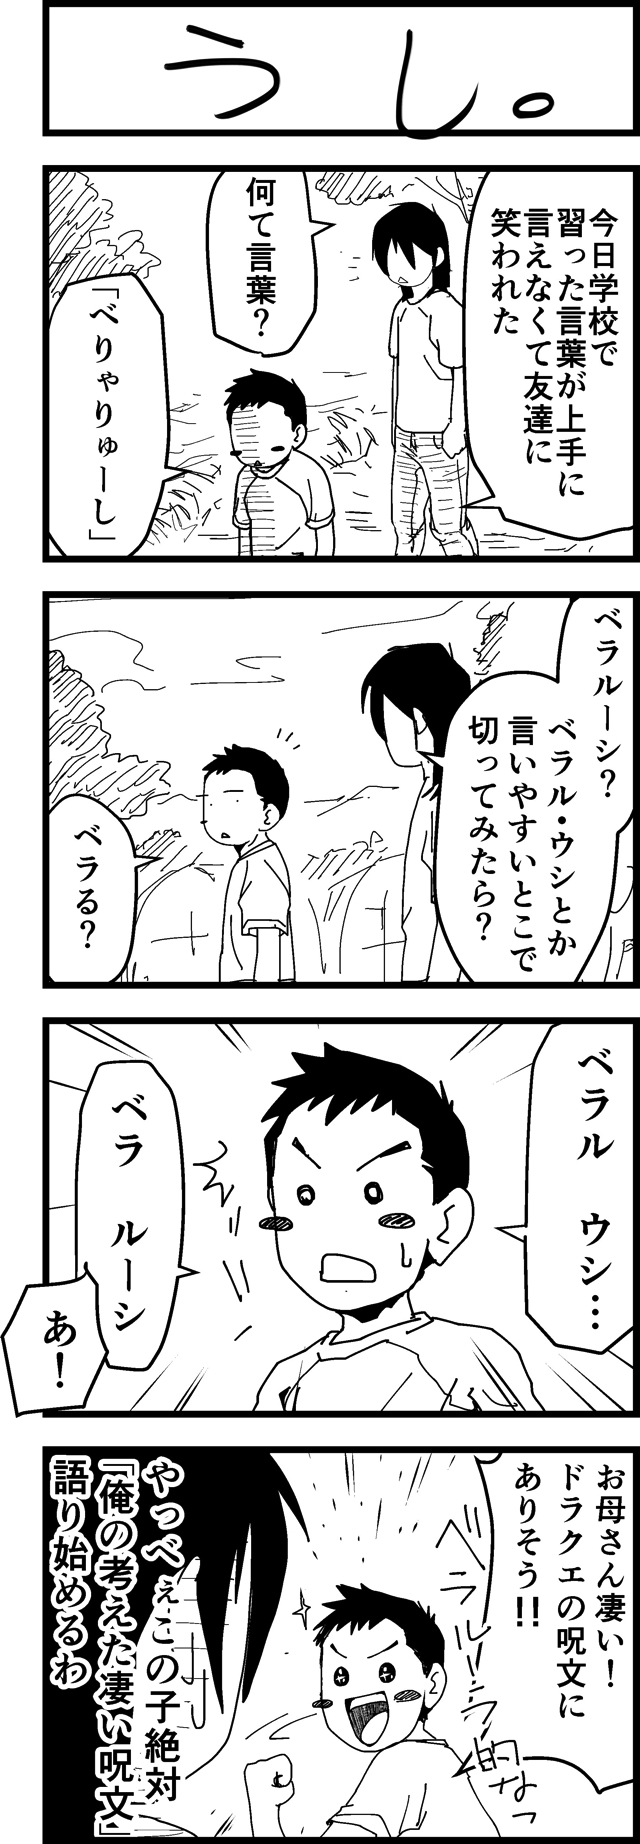 うし。
今日学校で
習った言葉が上手に
言えなくて友達に
笑われた
何て言葉？
「べりゃりゅーし」
ベラルーシ？
ベラル・ウシとか
言いやすいとこで
切ってみたら？
ベラる？
ベラル　ウシ…
ベラ　ルーシ
あ！
お母さん凄い！
ドラクエの呪文に
ありそう！！
ベラルーシ
的なっ
やっべぇこの子絶対
「俺の考えた凄い呪文」
語り始めるわ